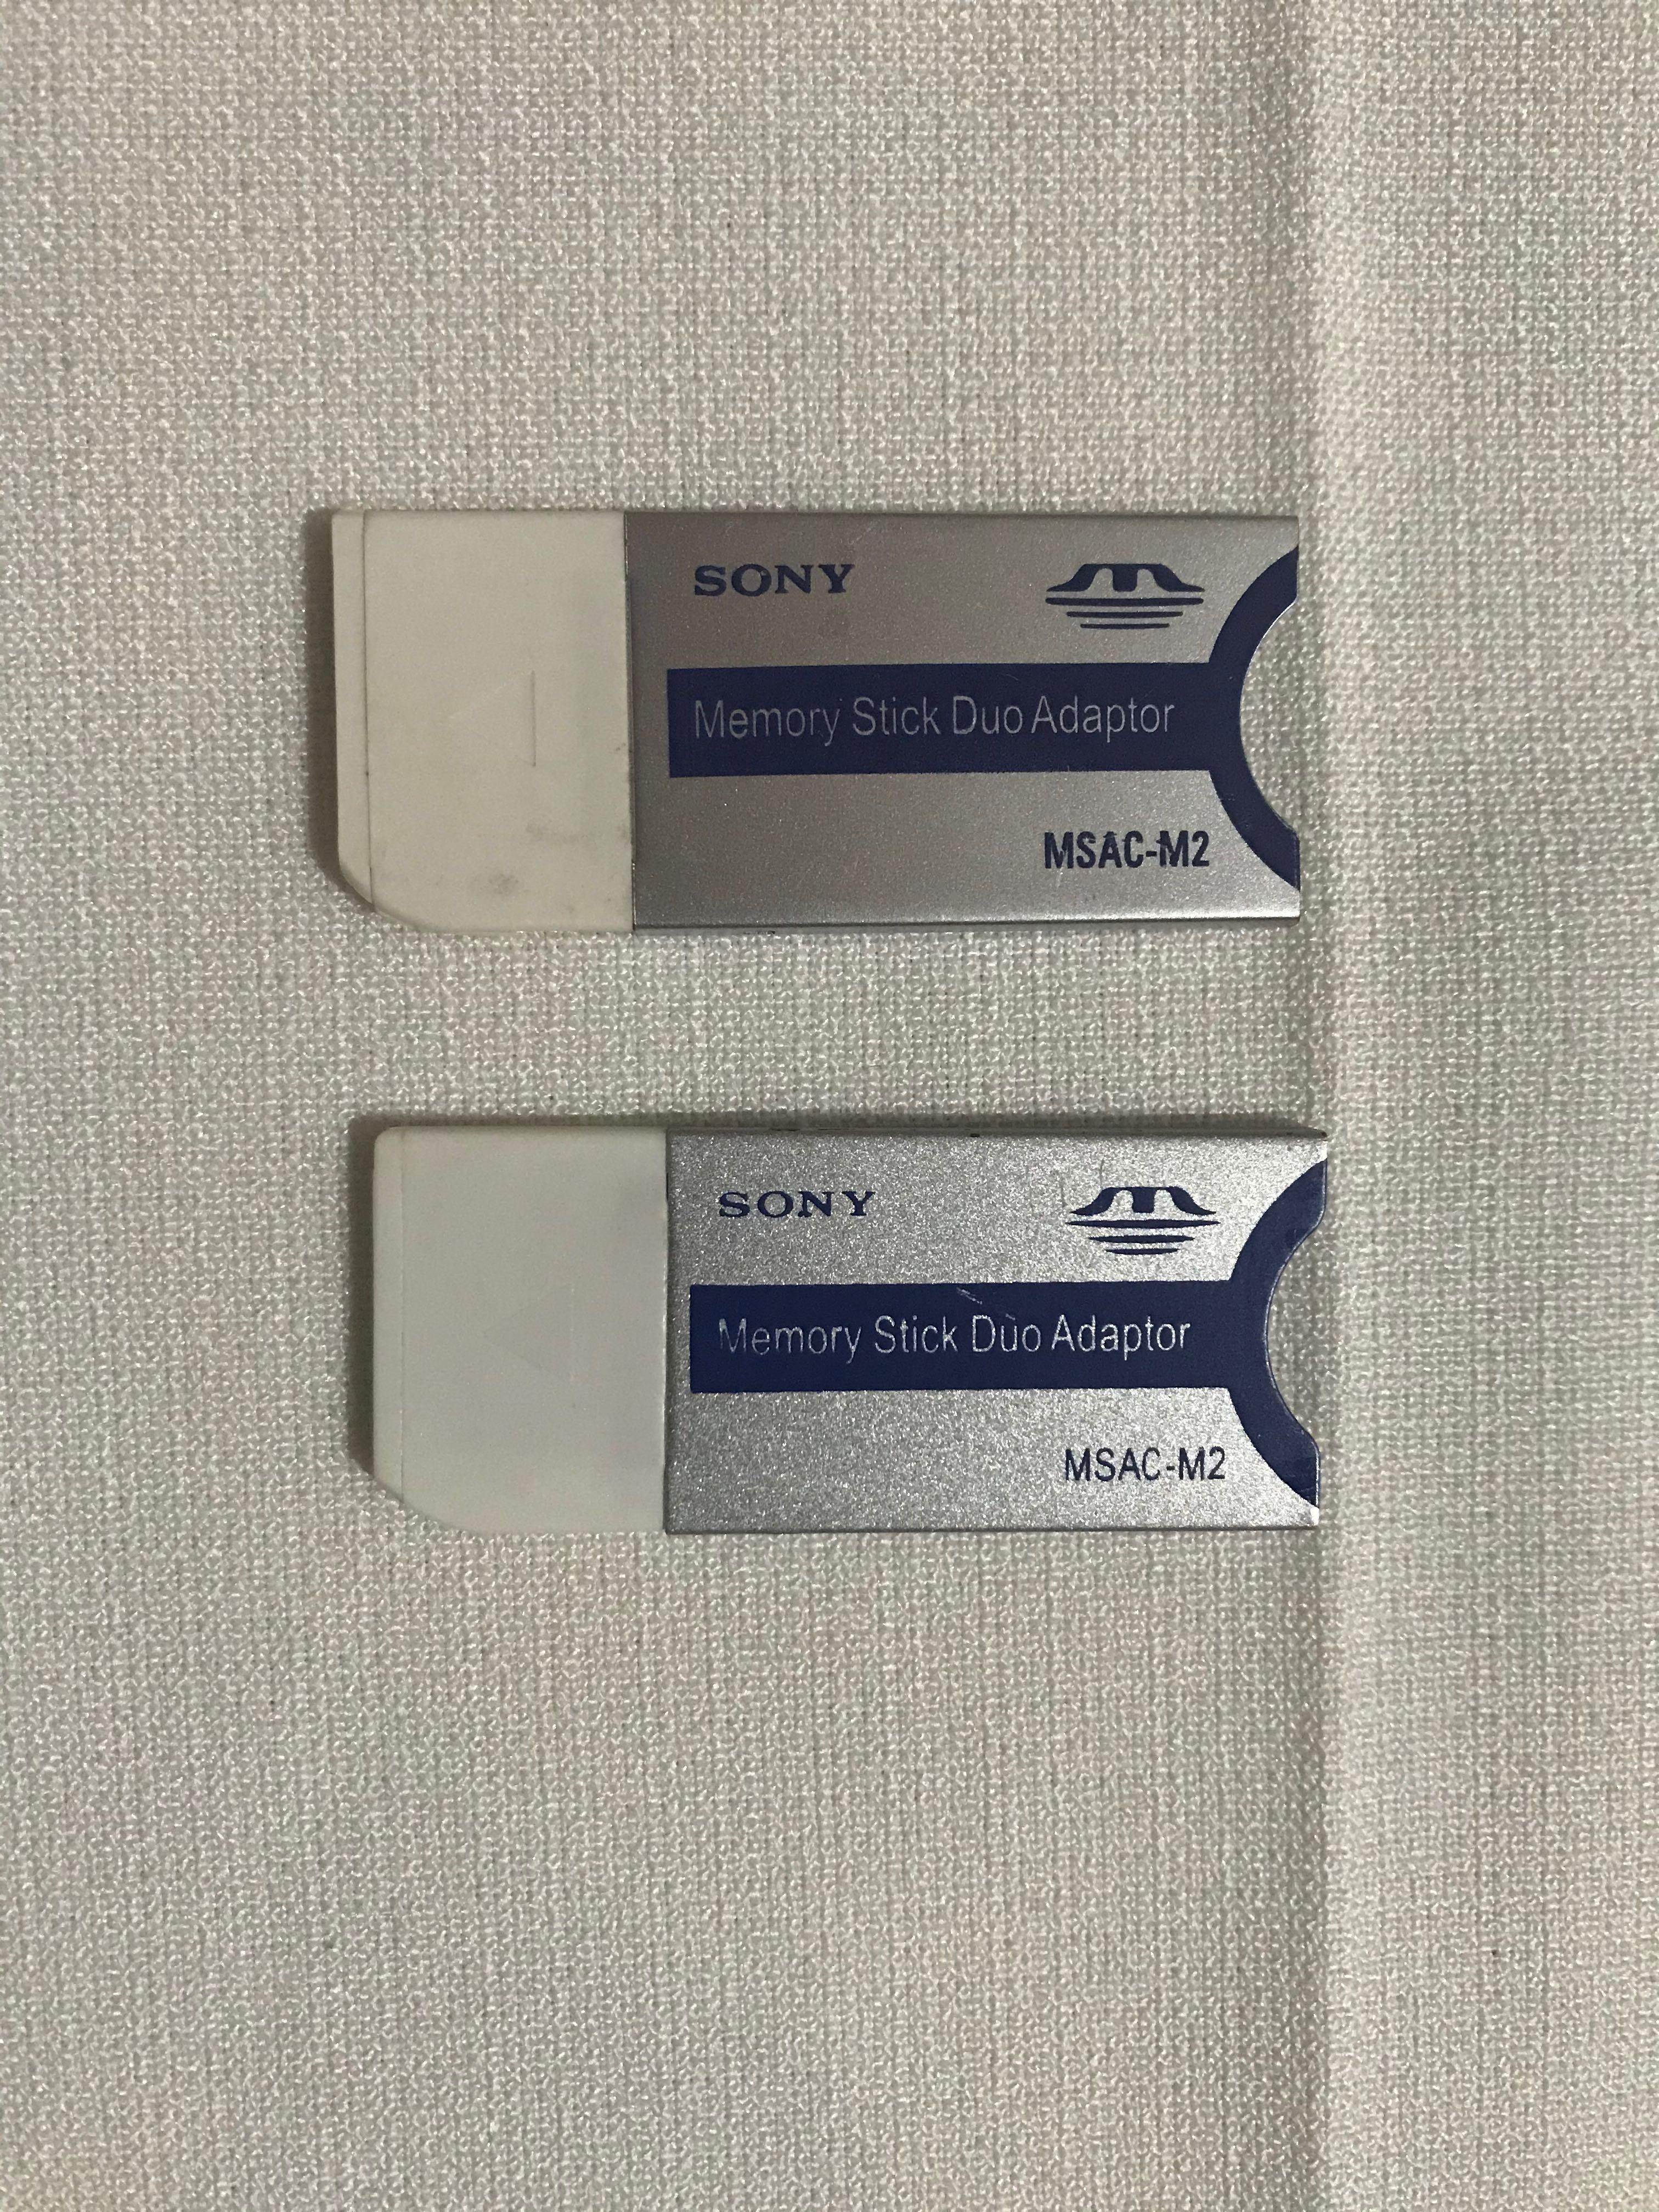 SONY
Memory Stick Duo Adaptor
MSAC-M2
SONY
Memory Stick Duo Adaptor
MSAC-M2